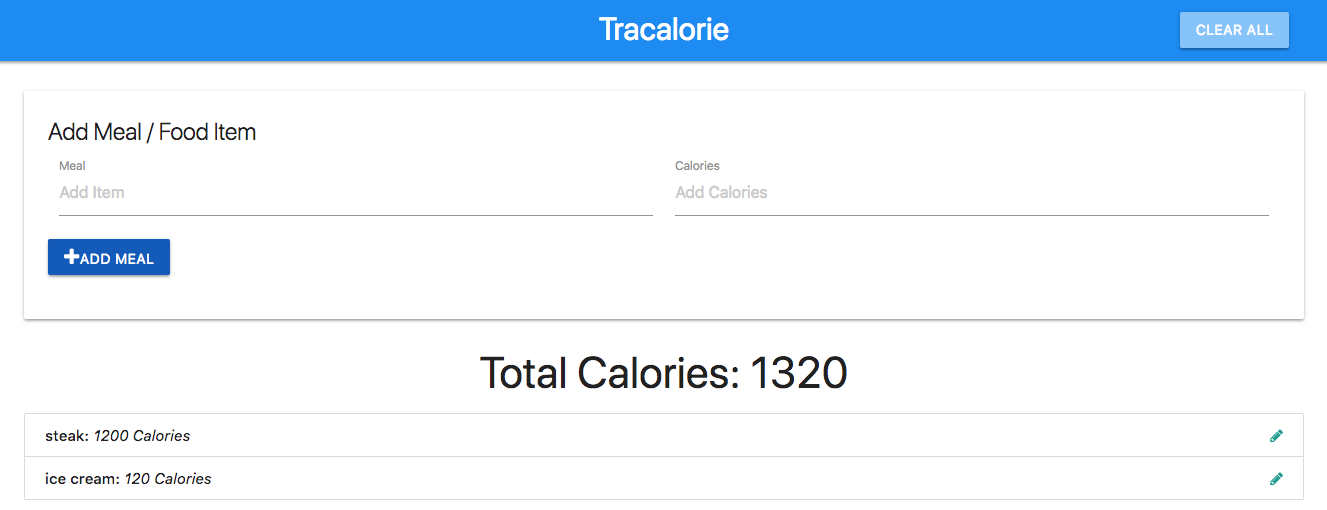 Tracalorie
CLEAR ALL
Add Meal / Food Item
Meal
Calories
Add Item
Add Calories
ADD MEAL
Total Calories: 1320
steak: 1200 Calories
ice cream: 120 Calories